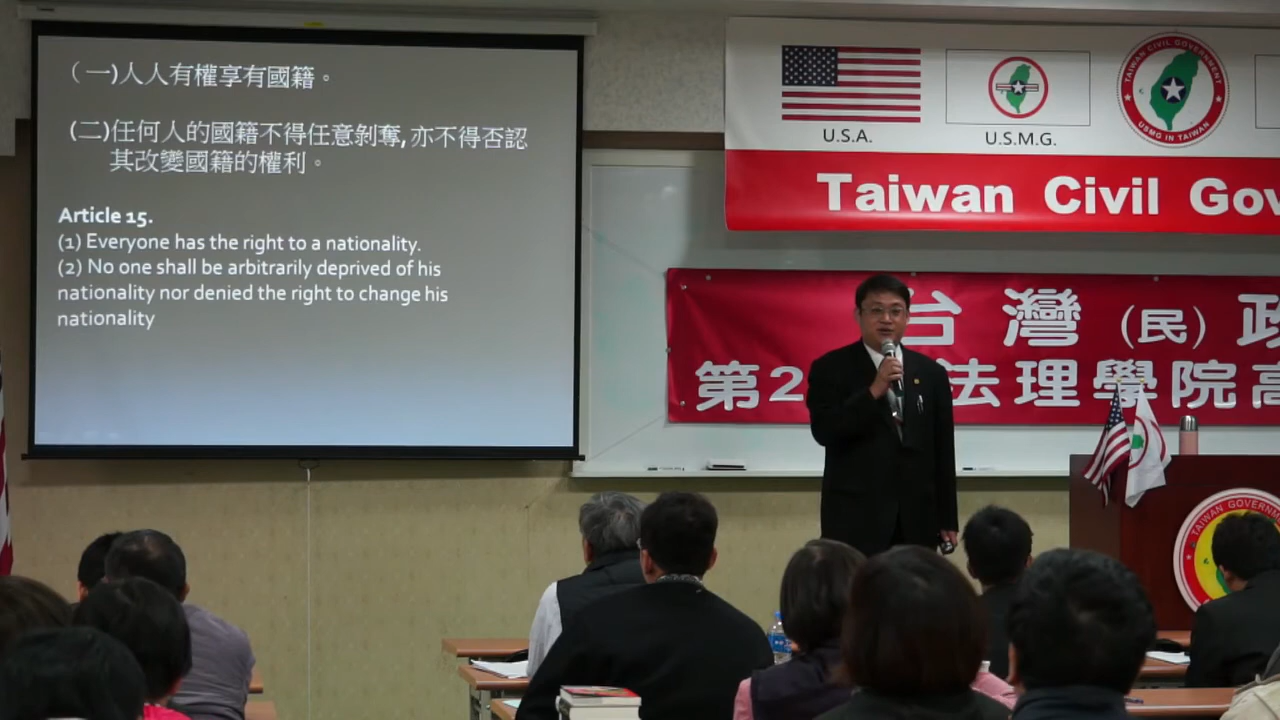 （一)人人有權享有國籍。
(二)任何人的國籍不得任意剝奪,亦不得否認
其改變國籍的權利。
Article 15.
(1) Everyone has the right to a nationality.
(2) No one shall be arbitrarily deprived of his
nationality nor denied the right to change his
nationality
U.S.A.
U.S.M.G.
TAIWAN CIVIL GOVERNMENT
USMG IN TAIWAN
Taiwan Civil Gov
台灣(民)政
第2 法理學院高
TAIWAN GOVERNM